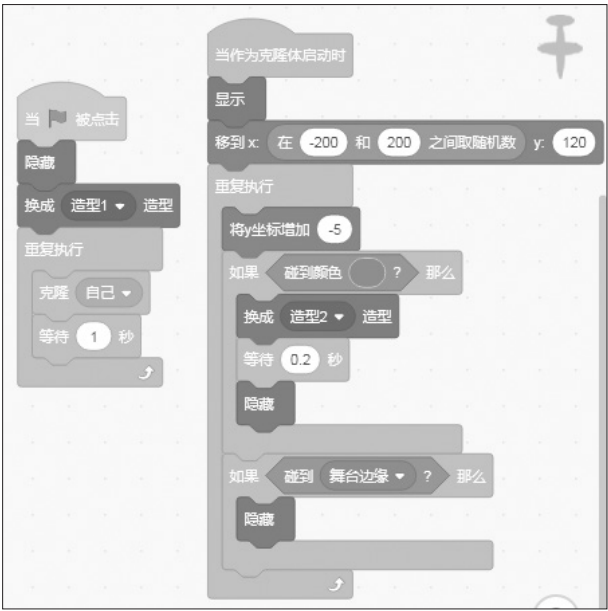 当 被点击
隐藏
换成 造型1 造型
重复执行
克隆 自己
等待 1 秒
当作为克隆体启动时
显示
移到 x: 在 -200 和 200 之间取随机数 y: 120
重复执行
将y坐标增加 -5
如果 碰到颜色 ? 那么
换成 造型2 造型
等待 0.2 秒
隐藏
如果 碰到 舞台边缘 ? 那么
隐藏